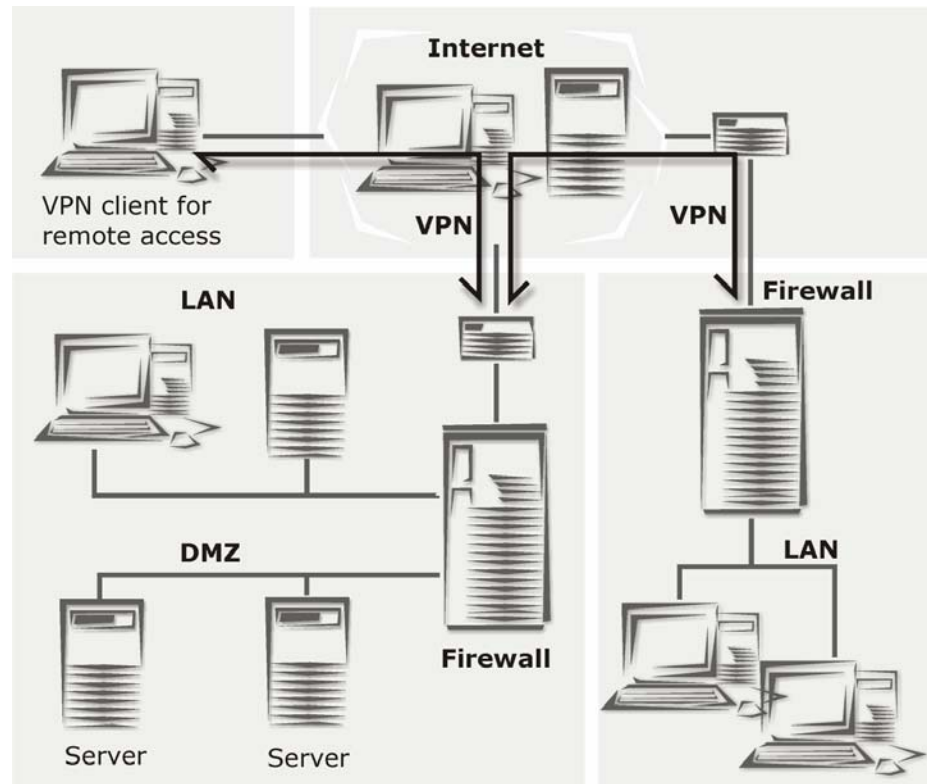 Internet
VPN client for
remote access
VPN
VPN
LAN
Firewall
DMZ
LAN
Firewall
Server
Server